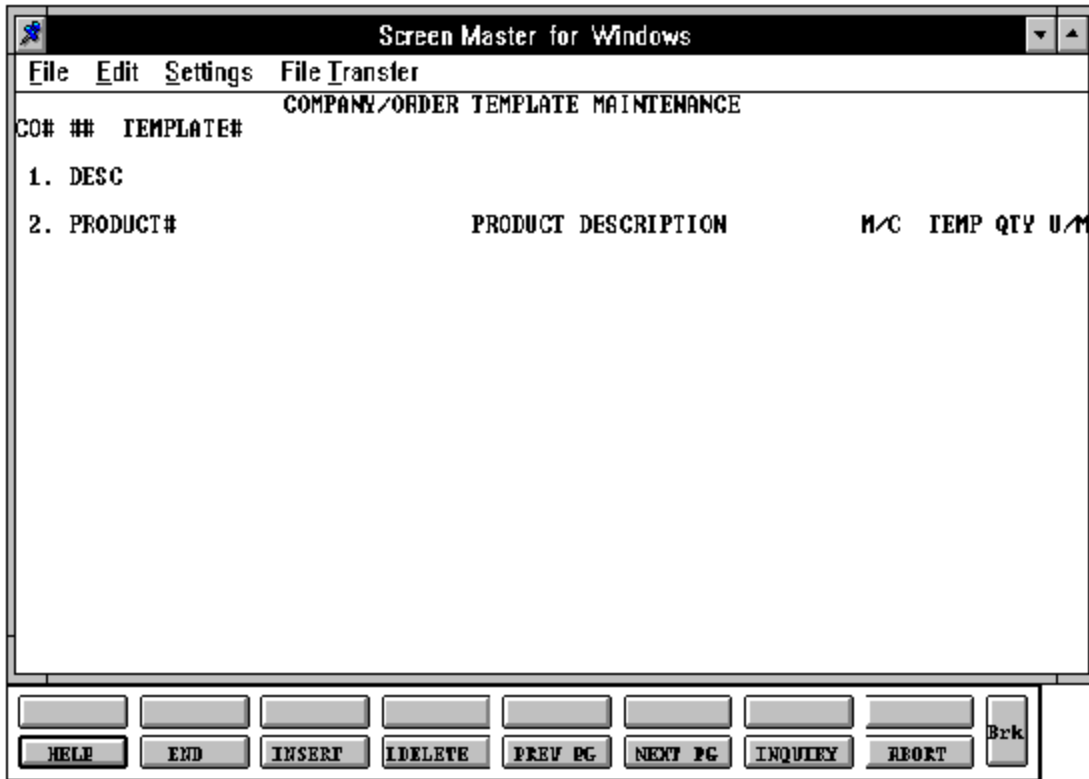 Screen Master for Windows
File Edit Settings File Transfer
COMPANY/ORDER TEMPLATE MAINTENANCE
CO# ## TEMPLATE#
1. DESC
2. PRODUCT# PRODUCT DESCRIPTION M/C TEMP QTY U/M
Brk
HELP END INSERT LDELETE PREV PG NEXT PG INQUIRY ABORT